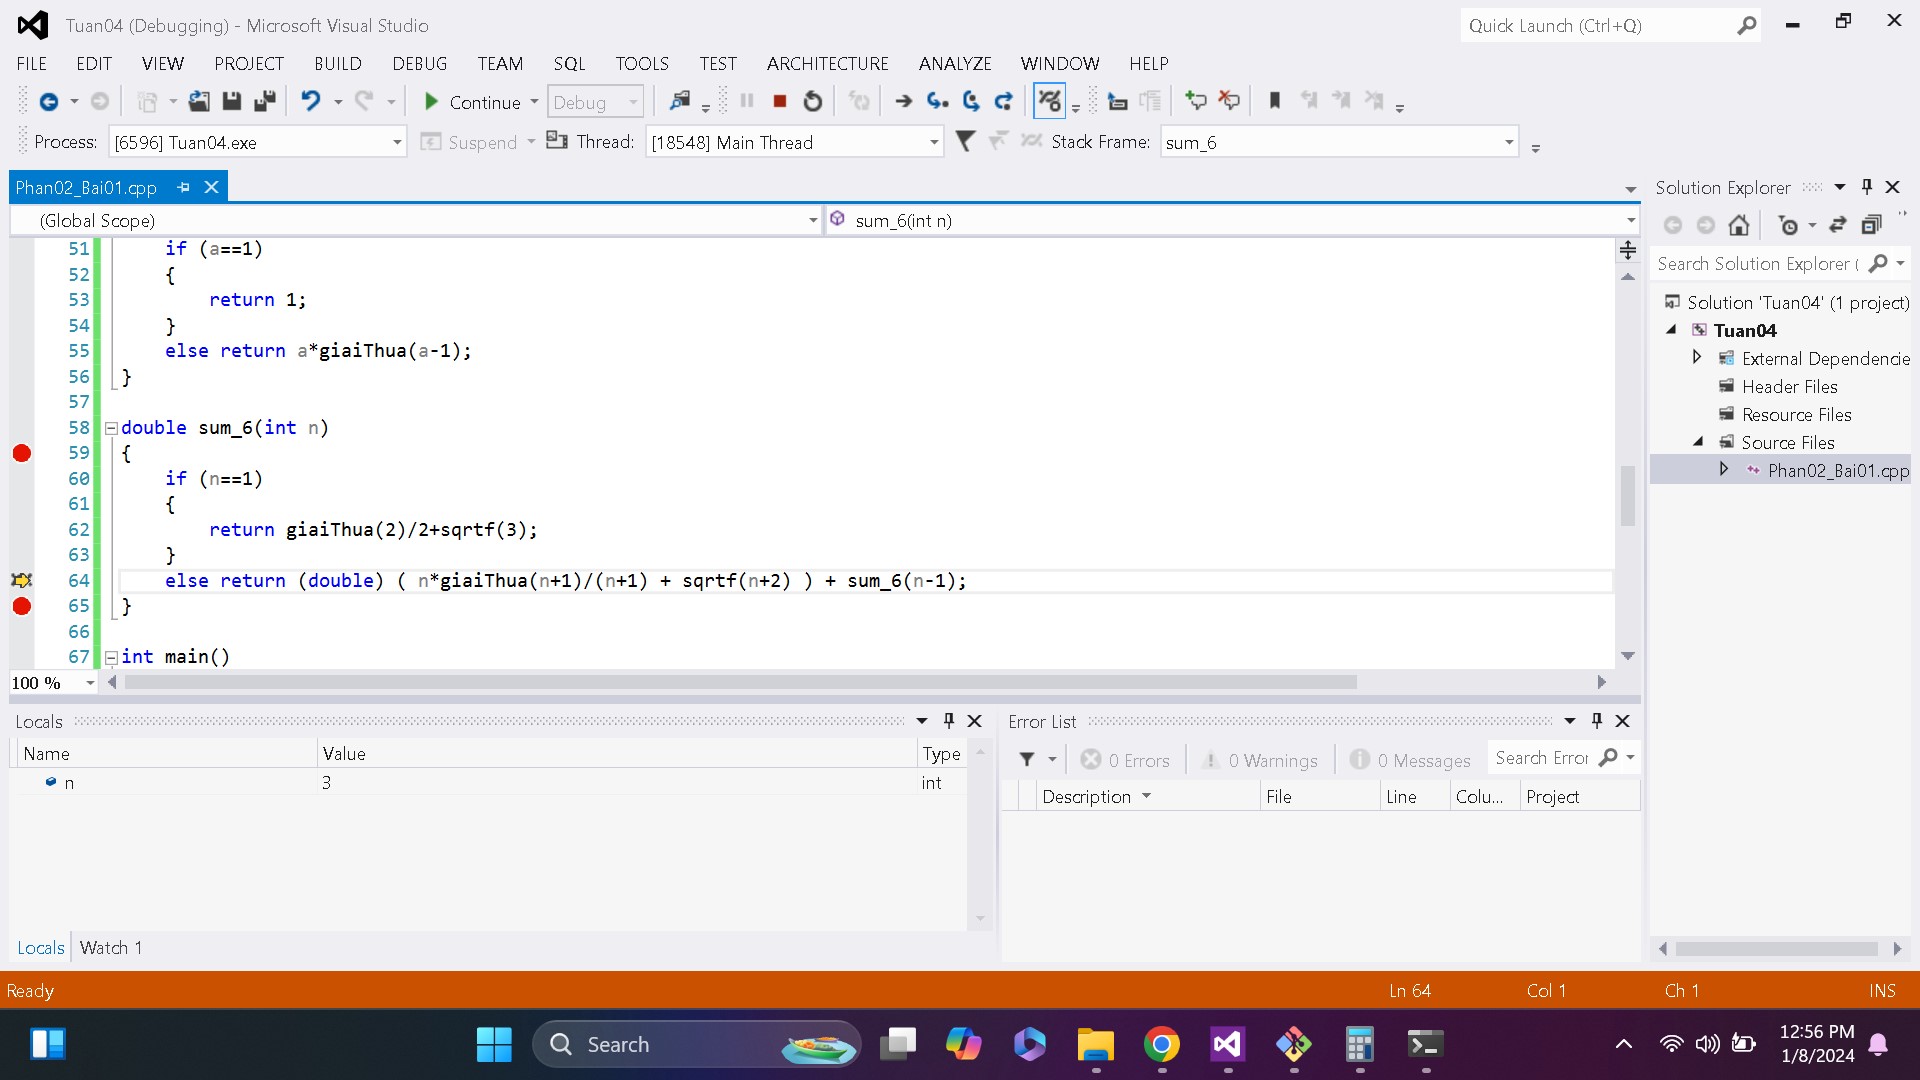 Tuan04 (Debugging) - Microsoft Visual Studio
Quick Launch (Ctrl+Q)
FILE EDIT VIEW PROJECT BUILD DEBUG TEAM SQL TOOLS TEST ARCHITECTURE ANALYZE WINDOW HELP
Continue Debug
Process: [6596] Tuan04.exe Suspend Thread: [18548] Main Thread Stack Frame: sum_6
Phan02_Bai01.cpp
(Global Scope) sum_6(int n)
51 if (a==1)
52 {
53 return 1;
54 }
55 else return a*giaiThua(a-1);
56 }
57
58 double sum_6(int n)
59 {
60 if (n==1)
61 {
62 return giaiThua(2)/2+sqrtf(3);
63 }
64 else return (double) ( n*giaiThua(n+1)/(n+1) + sqrtf(n+2) ) + sum_6(n-1);
65 }
66
67 int main()
100 %
Solution Explorer
Search Solution Explorer (
Solution 'Tuan04' (1 project)
Tuan04
External Dependencie
Header Files
Resource Files
Source Files
Phan02_Bai01.cpp
Locals
Name Value Type
n 3 int
Locals Watch 1
Error List
0 Errors 0 Warnings 0 Messages Search Error
Description File Line Colu... Project
Ready Ln 64 Col 1 Ch 1 INS
Search
12:56 PM
1/8/2024